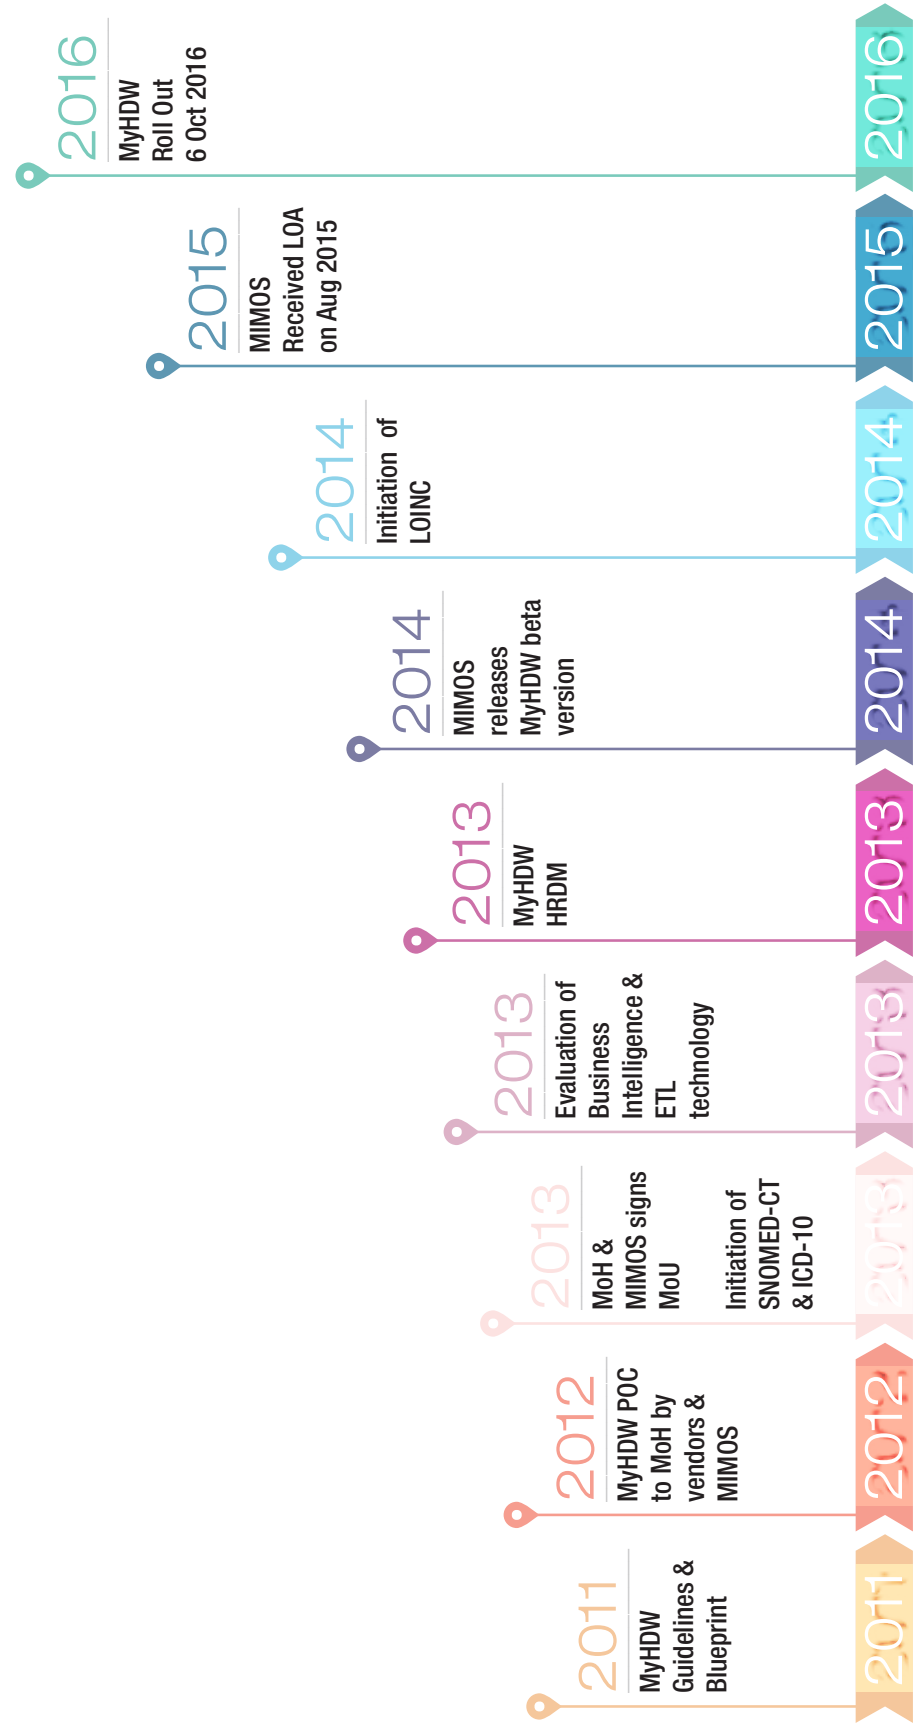 2011
MyHDW
Guidelines &
Blueprint
2012
MyHDW POC
to MoH by
vendors &
MIMOS
2013
MoH &
MIMOS signs
MoU
Initiation of
SNOMED-CT
& ICD-10
2013
Evaluation of
Business
Intelligence &
ETL
technology
2013
MyHDW
HRDM
2014
MIMOS
releases
MyHDW beta
version
2014
Initiation of
LOINC
2015
MIMOS
Received LOA
on Aug 2015
2016
MyHDW
Roll Out
6 Oct 2016
2011
2012
2013
2013
2013
2014
2014
2015
2016